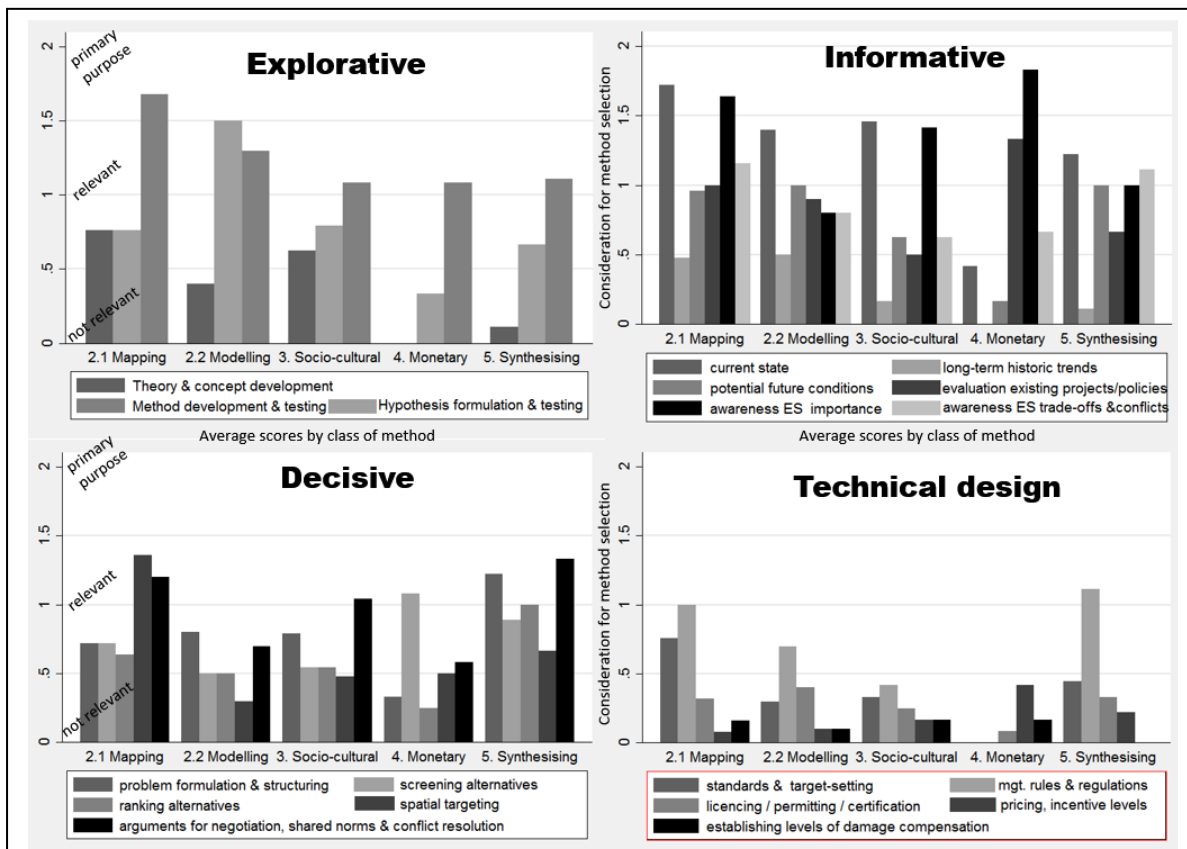 Explorative
primary
purpose
relevant
not relevant
2
1.5
1
.5
0
2.1 Mapping 2.2 Modelling 3. Socio-cultural 4. Monetary 5. Synthesising
Theory & concept development
Method development & testing Hypothesis formulation & testing
Average scores by class of method
Informative
Consideration for method selection
2
1.5
1
.5
0
2.1 Mapping 2.2 Modelling 3. Socio-cultural 4. Monetary 5. Synthesising
current state long-term historic trends
potential future conditions evaluation existing projects/policies
awareness ES importance awareness ES trade-offs &conflicts
Average scores by class of method
Decisive
primary
purpose
relevant
not relevant
2
1.5
1
.5
0
2.1 Mapping 2.2 Modelling 3. Socio-cultural 4. Monetary 5. Synthesising
problem formulation & structuring screening alternatives
ranking alternatives spatial targeting
arguments for negotiation, shared norms & conflict resolution
Technical design
Consideration for method selection
2
1.5
1
.5
0
2.1 Mapping 2.2 Modelling 3. Socio-cultural 4. Monetary 5. Synthesising
standards & target-setting mgt. rules & regulations
licencing / permitting / certification pricing, incentive levels
establishing levels of damage compensation